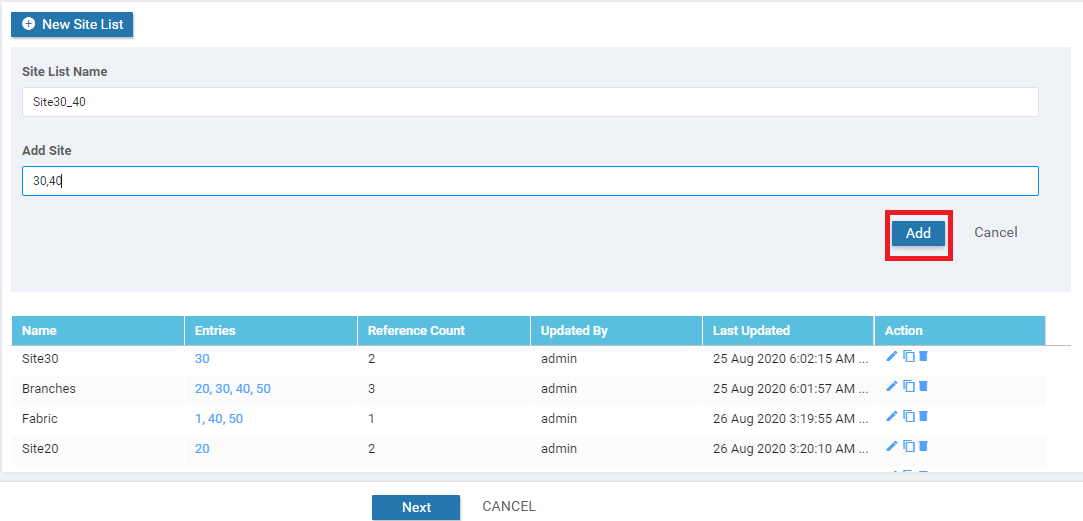 New Site List
Site List Name
Site30_40
Add Site
30,40
Add Cancel
Name Entries Reference Count Updated By Last Updated Action
Site30 30 2 admin 25 Aug 2020 6:02:15 AM ...
Branches 20, 30, 40, 50 3 admin 25 Aug 2020 6:01:57 AM ...
Fabric 1, 40, 50 1 admin 26 Aug 2020 3:19:55 AM ...
Site20 20 2 admin 26 Aug 2020 3:20:10 AM ...
Next CANCEL